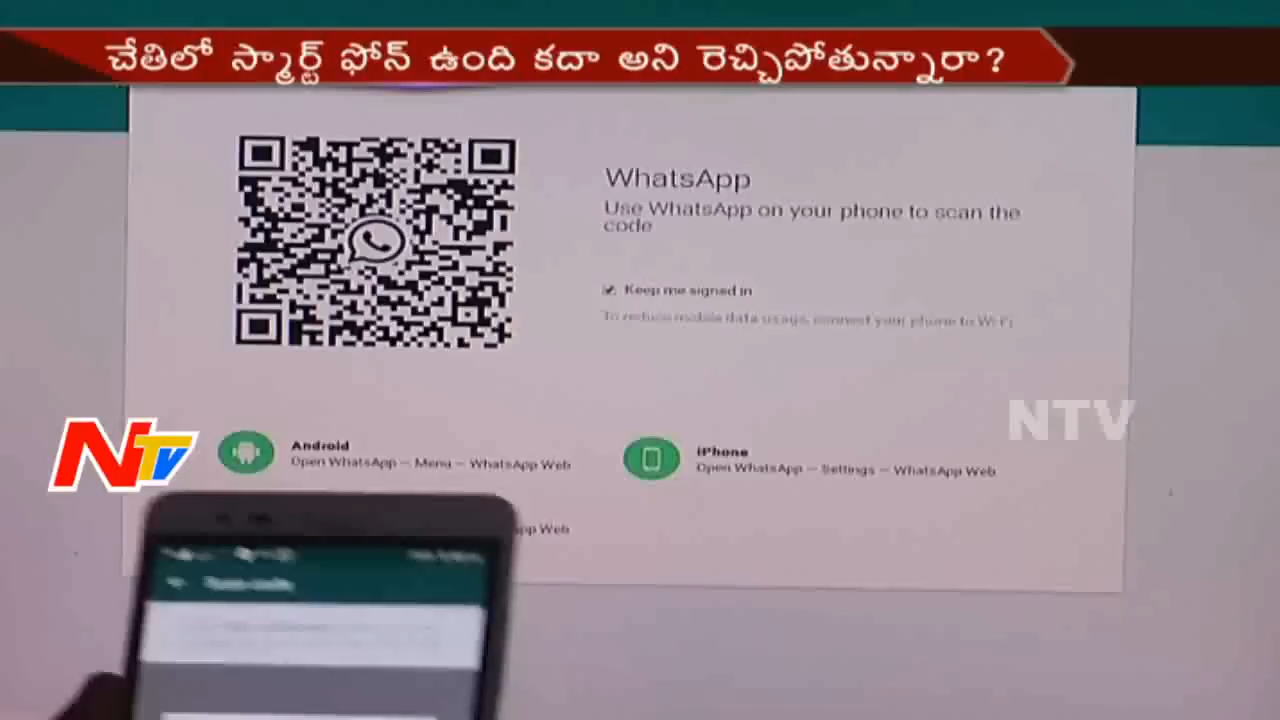 చేతిలో స్మార్ట్ ఫోన్ ఉంది కదా అని రెచ్చిపోతున్నారా?
WhatsApp
Use WhatsApp on your phone to scan the
code
Keep me signed in
To reduce mobile data usage, connect your phone to Wi-Fi
NTV
NTV
Android
Open WhatsApp – Menu – WhatsApp Web
iPhone
Open WhatsApp – Settings – WhatsApp Web
App Web